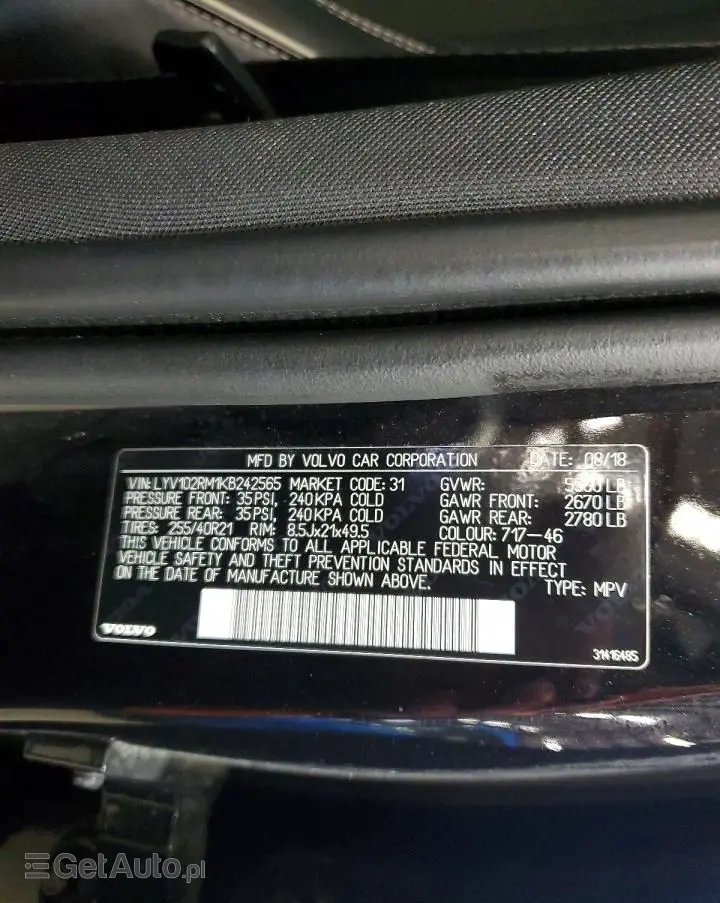 MFD BY VOLVO CAR CORPORATION DATE: 08/18
VIN: LYV102RM1KB242565 MARKET CODE: 31 GVWR: LB
PRESSURE FRONT: 35PSI, 240KPA COLD GAWR FRONT: 2670LB
PRESSURE REAR: 35PSI, 240KPA COLD GAWR REAR: 2780LB
TIRES: 255/40R21 RIM: 8.5Jx21x49.5 COLOUR: 717-46
THIS VEHICLE CONFORMS TO ALL APPLICABLE FEDERAL MOTOR
VEHICLE SAFETY AND THEFT PREVENTION STANDARDS IN EFFECT
ON THE DATE OF MANUFACTURE SHOWN ABOVE. TYPE: MPV
VOLVO
31416485
GetAuto.pl